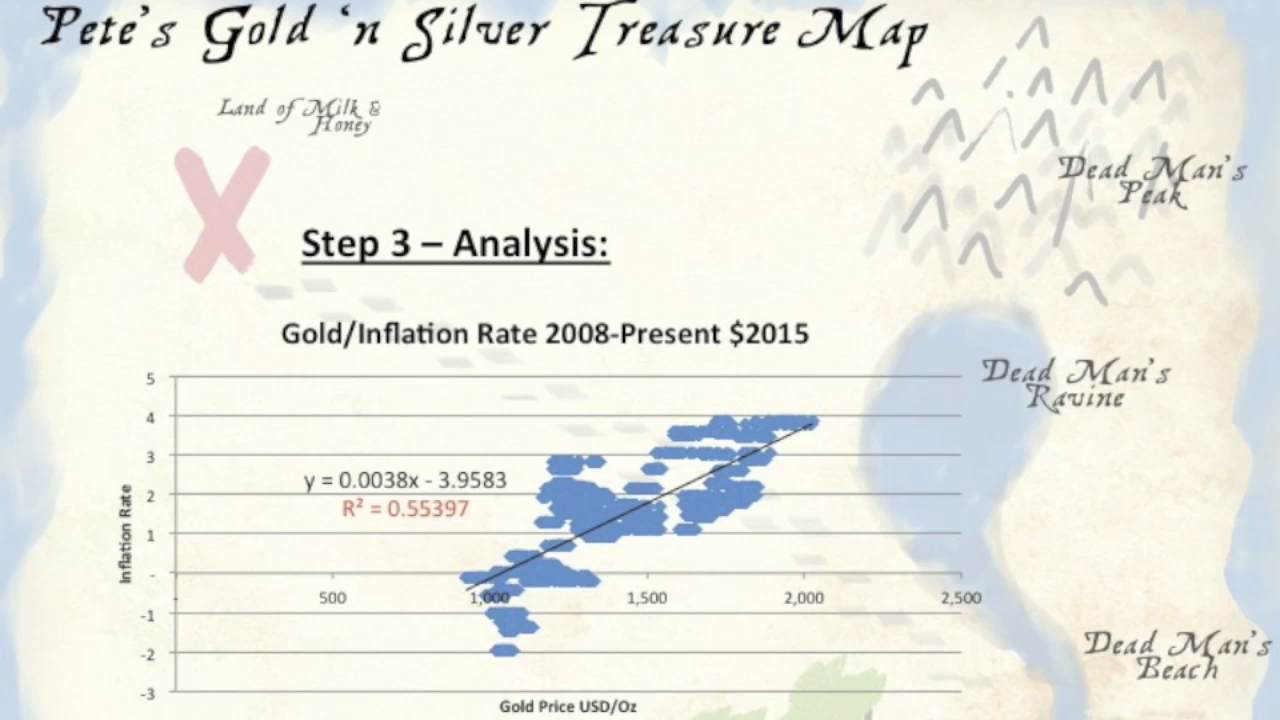 Pete's Gold 'n Silver Treasure Map
Land of Milk &
Honey
Dead Man's
Peak
Step 3 – Analysis:
Gold/Inflation Rate 2008-Present $2015
Dead Man's
Ravine
5
4
3
2
1
-
-1
-2
-3
Inflation Rate
y = 0.0038x - 3.9583
R² = 0.55397
- 500 1,000 1,500 2,000 2,500
Gold Price USD/Oz
Dead Man's
Beach